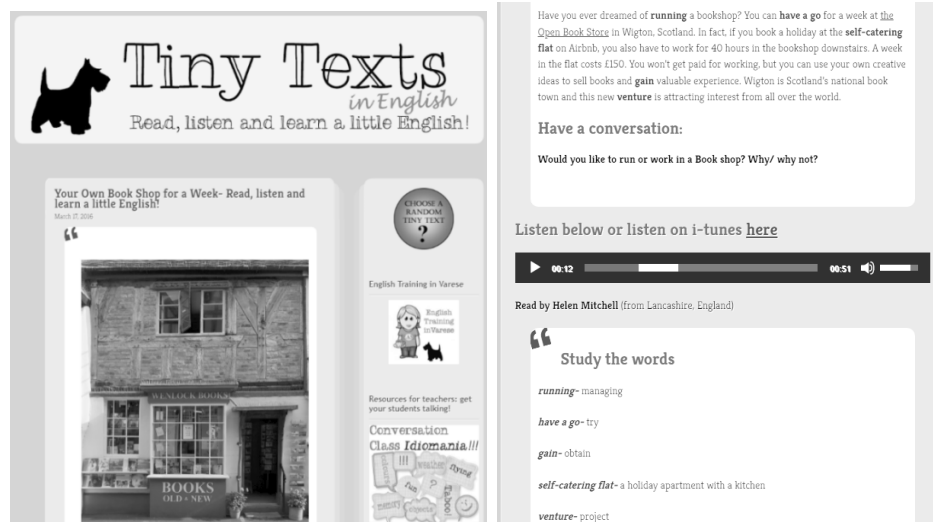 Tiny Texts
in English
Read, listen and learn a little English!
Your Own Book Shop for a Week- Read, listen and
learn a little English!
March 17, 2016
“
WENLOCK BOOKS
BOOKS
OLD • NEW
CHOOSE A
RANDOM
TINY TEXT
?
English Training in Varese
English
Training
inVarese
Resources for teachers: get
your students talking!
Conversation
Class Idiomania!!!
!!!
weather
flying
fun
?
Taboo!
Have you ever dreamed of running a bookshop? You can have a go for a week at the
Open Book Store in Wigton, Scotland. In fact, if you book a holiday at the self-catering
flat on Airbnb, you also have to work for 40 hours in the bookshop downstairs. A week
in the flat costs £150. You won't get paid for working, but you can use your own creative
ideas to sell books and gain valuable experience. Wigton is Scotland's national book
town and this new venture is attracting interest from all over the world.
Have a conversation:
Would you like to run or work in a Book shop? Why/ why not?
Listen below or listen on i-tunes here
00:12 00:51
Read by Helen Mitchell (from Lancashire, England)
“
Study the words
running- managing
have a go- try
gain- obtain
self-catering flat- a holiday apartment with a kitchen
venture- project